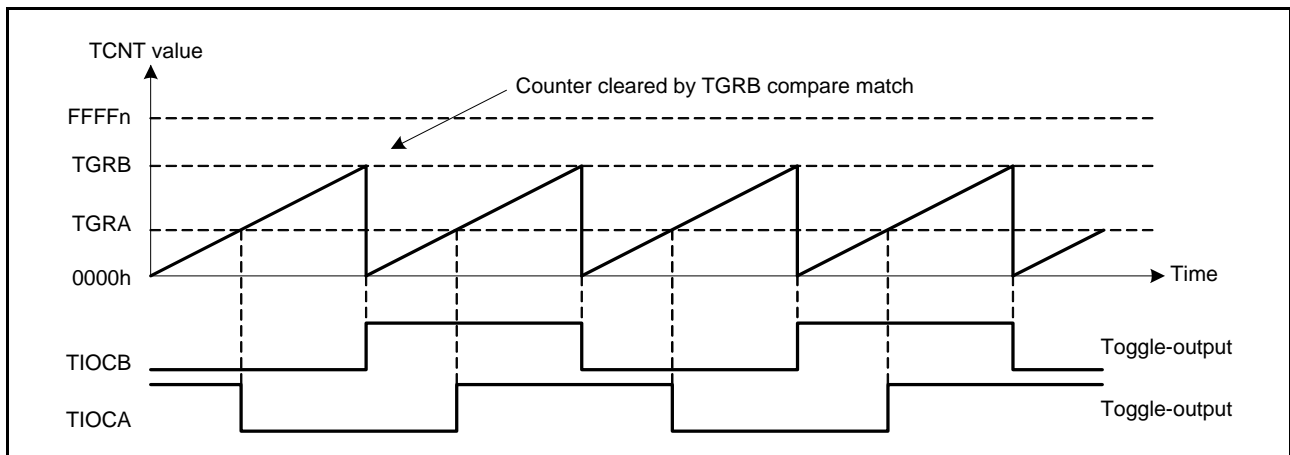 TCNT value
Counter cleared by TGRB compare match
FFFFn
TGRB
TGRA
0000h
Time
TIOCB
Toggle-output
TIOCA
Toggle-output